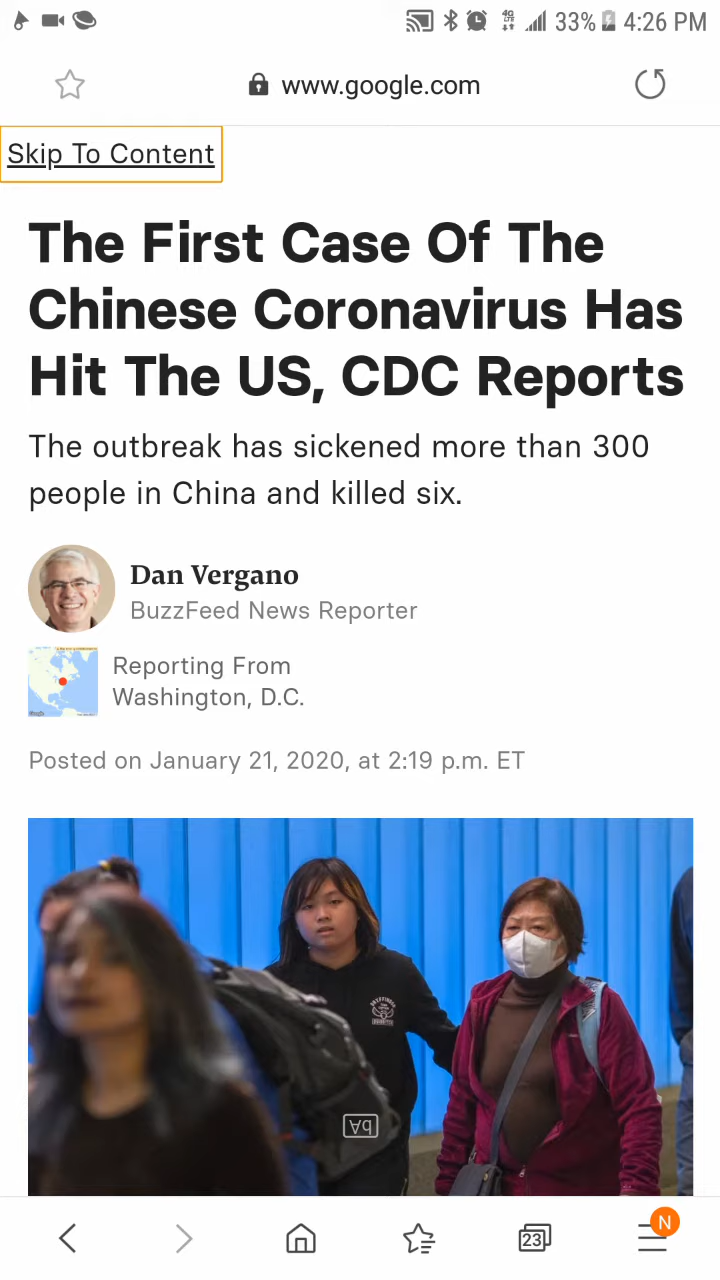 4G LTE 33% 4:26 PM
www.google.com
Skip To Content
The First Case Of The
Chinese Coronavirus Has
Hit The US, CDC Reports
The outbreak has sickened more than 300
people in China and killed six.
Dan Vergano
BuzzFeed News Reporter
Reporting From
Washington, D.C.
Posted on January 21, 2020, at 2:19 p.m. ET
23
N